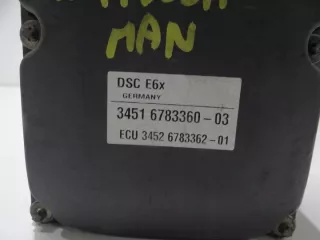 MAN
DSC E6x
GERMANY
3451 6783360-03
ECU 3452 6783362-01